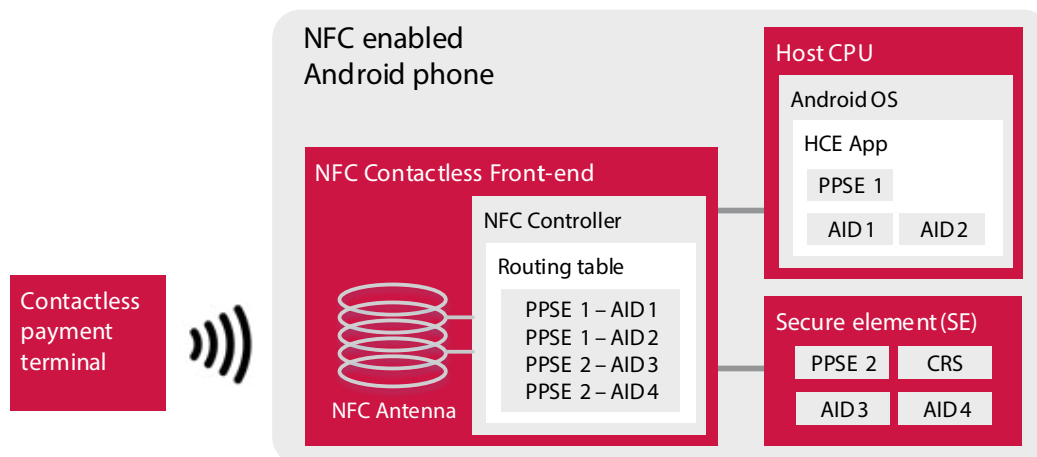 NFC enabled
Android phone
Contactless
payment
terminal
NFC Contactless Front-end
NFC Antenna
NFC Controller
Routing table
PPSE 1 – AID 1
PPSE 1 – AID 2
PPSE 2 – AID 3
PPSE 2 – AID 4
Host CPU
Android OS
HCE App
PPSE 1
AID 1 AID 2
Secure element (SE)
PPSE 2 CRS
AID 3 AID 4